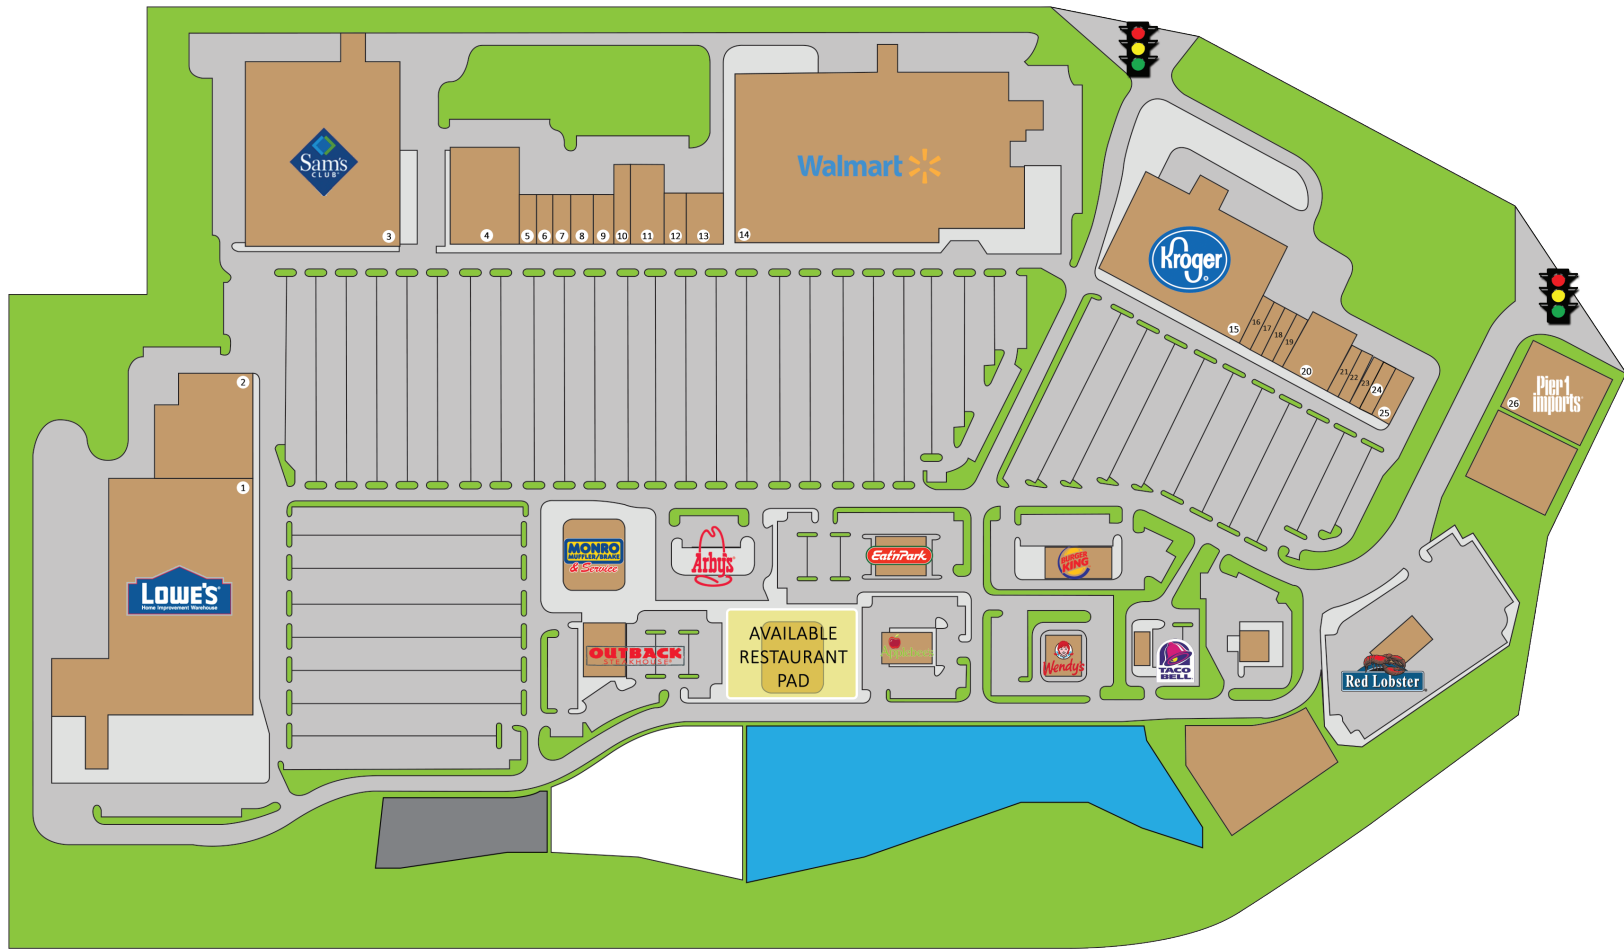 Sam's
CLUB
3
4
5
6
7
8
9
10
11
12
13
Walmart
14
Kroger
15
16
17
18
19
20
21
22
23
24
25
Pier 1
imports
26
2
1
LOWE'S
Home Improvement Warehouse
MONRO
MUFFLER/BRAKE
& Service
Arby's
Eat'n Park
BURGER
KING
OUTBACK
STEAKHOUSE
AVAILABLE
RESTAURANT
PAD
Applebee's
Wendy's
TACO
BELL
Red Lobster